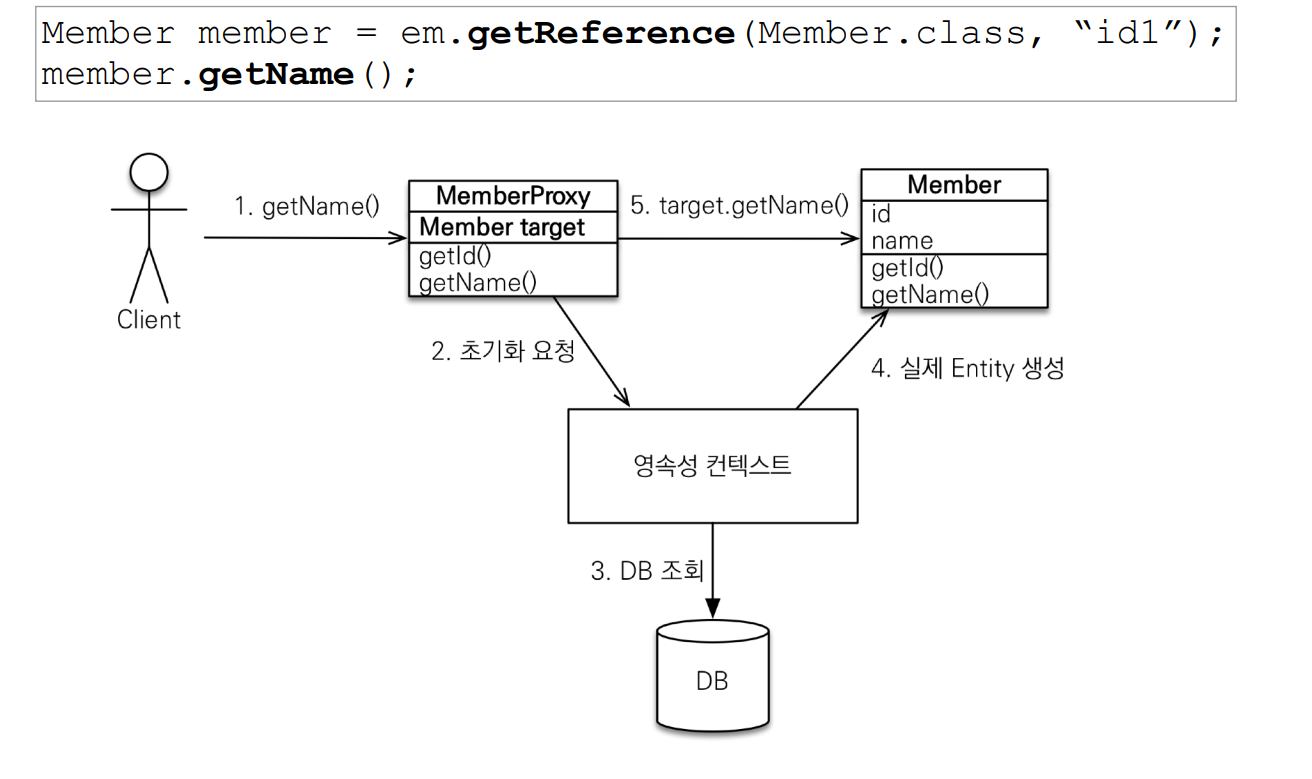 Member member = em.getReference(Member.class, “id1”);
member.getName();
1. getName()
MemberProxy
Member target
getId()
getName()
5. target.getName()
Member
id
name
getId()
getName()
Client
2. 초기화 요청
4. 실제 Entity 생성
영속성 컨텍스트
3. DB 조회
DB